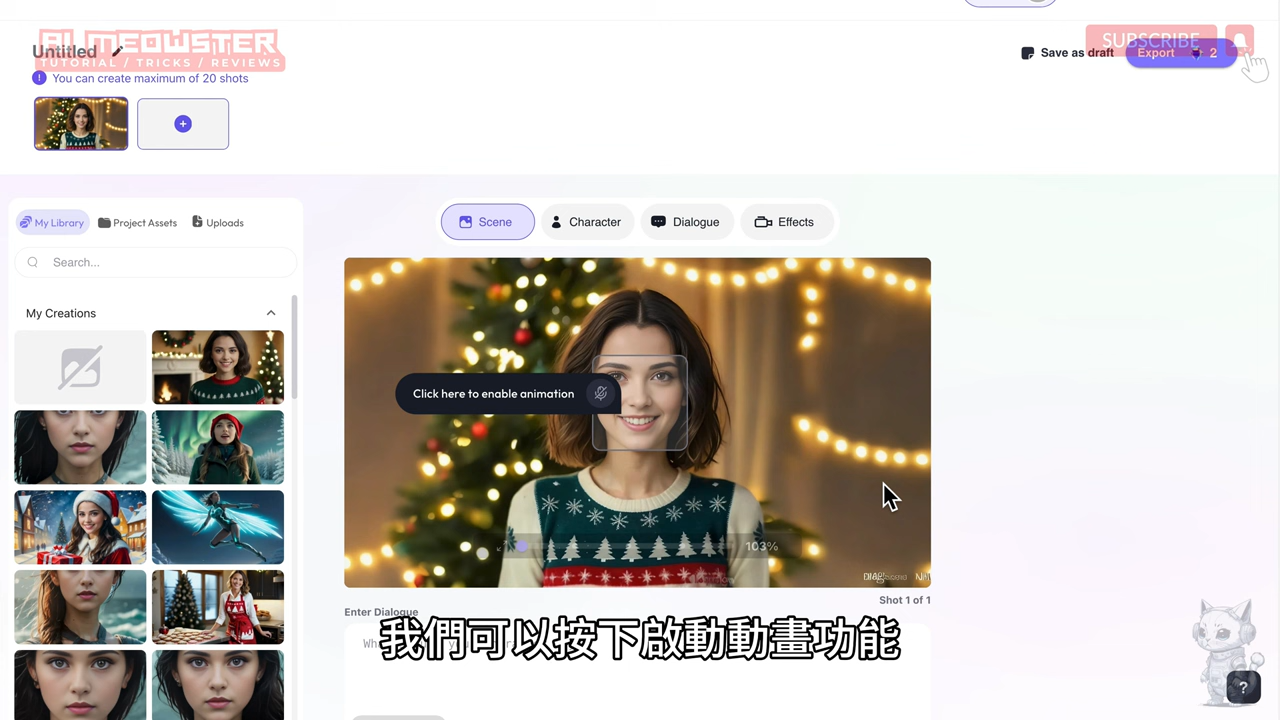 AI MEOWSTER
Untitled
TUTORIAL / TRICKS / REVIEWS
SUBSCRIBE
Save as draft
Export
2
! You can create maximum of 20 shots
+
My Library
Project Assets
Uploads
Scene
Character
Dialogue
Effects
Search...
My Creations
Click here to enable animation
103%
Shot 1 of 1
Enter Dialogue
我們可以按下啟動動畫功能
?